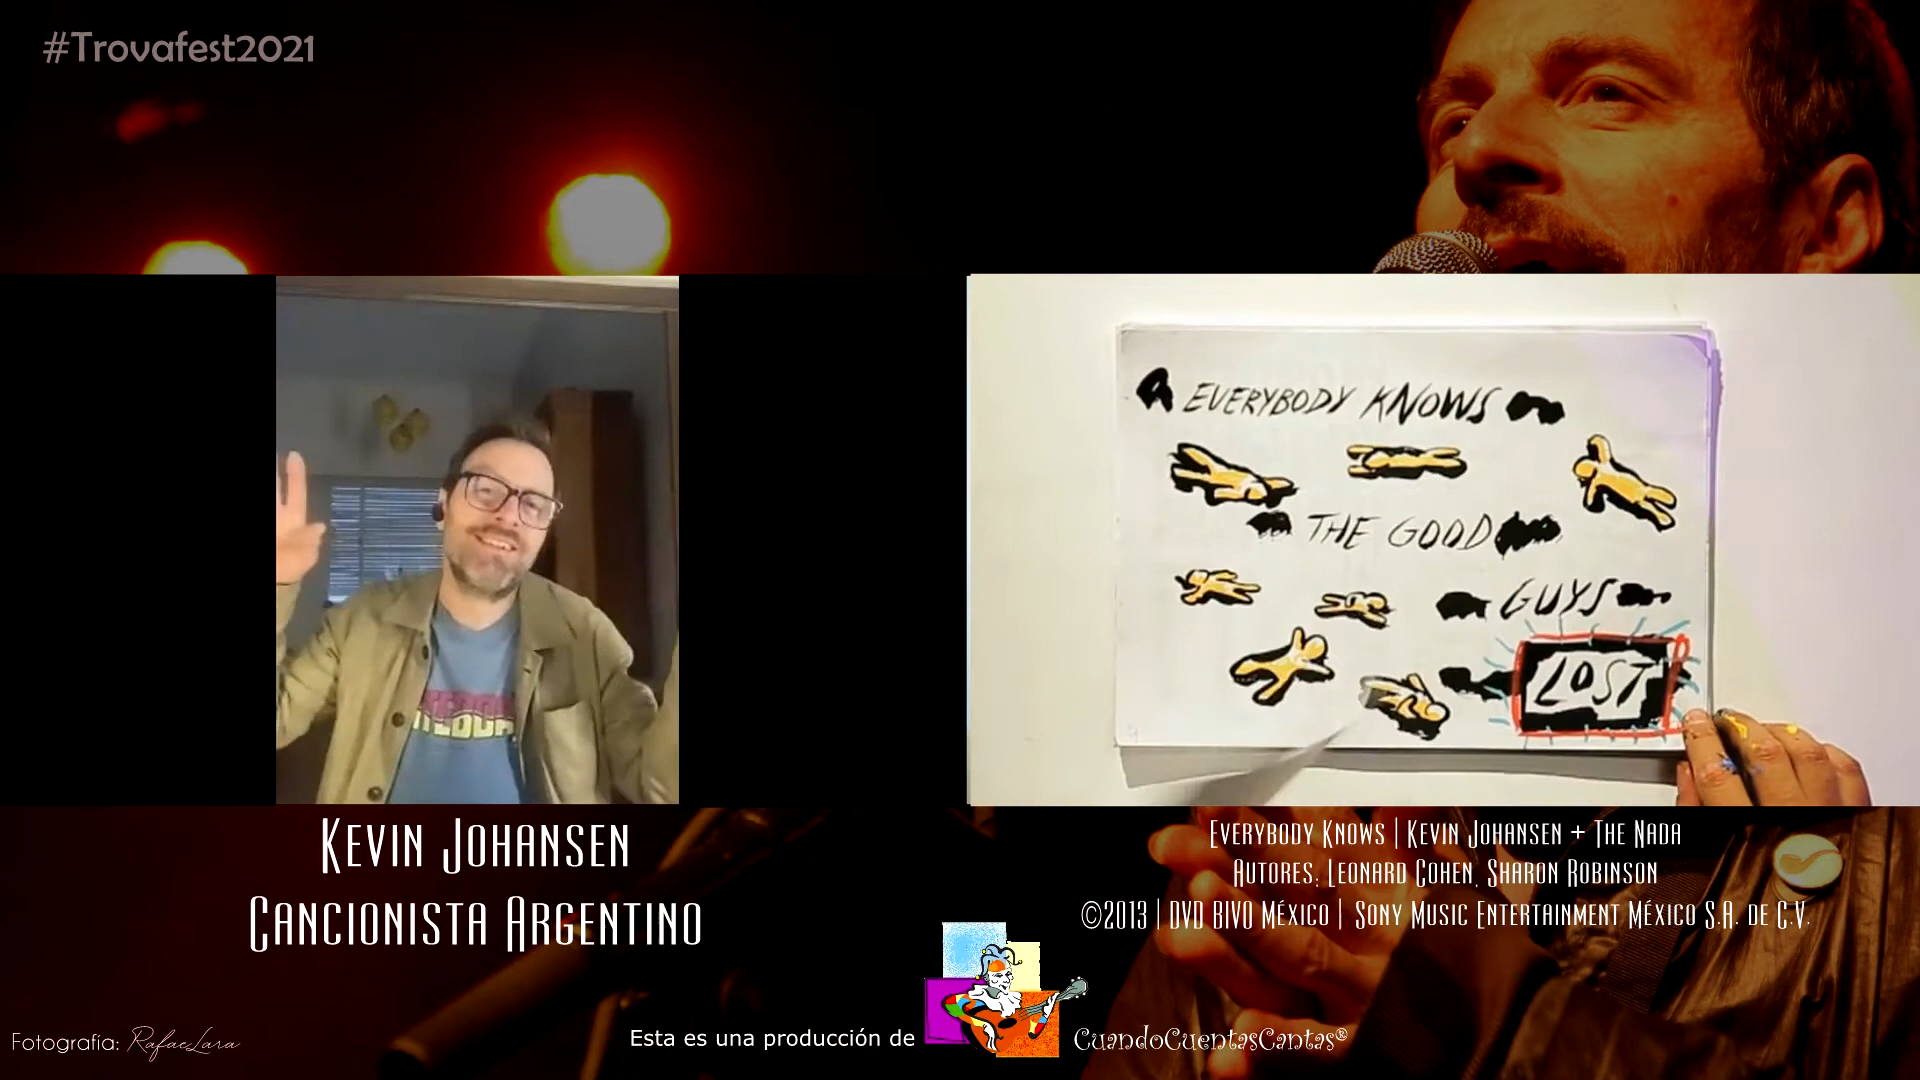 #Trovafest2021
EVERYBODY KNOWS
THE GOOD
GUYS
LOST
Kevin Johansen
Cancionista Argentino
Everybody Knows | Kevin Johansen + The Nada
Autores: Leonard Cohen, Sharon Robinson
©2013 | DVD BIVO México | Sony Music Entertainment México S.A. de C.V.
Fotografía: RafaeLara
Esta es una producción de
CuandoCuentasCantas®